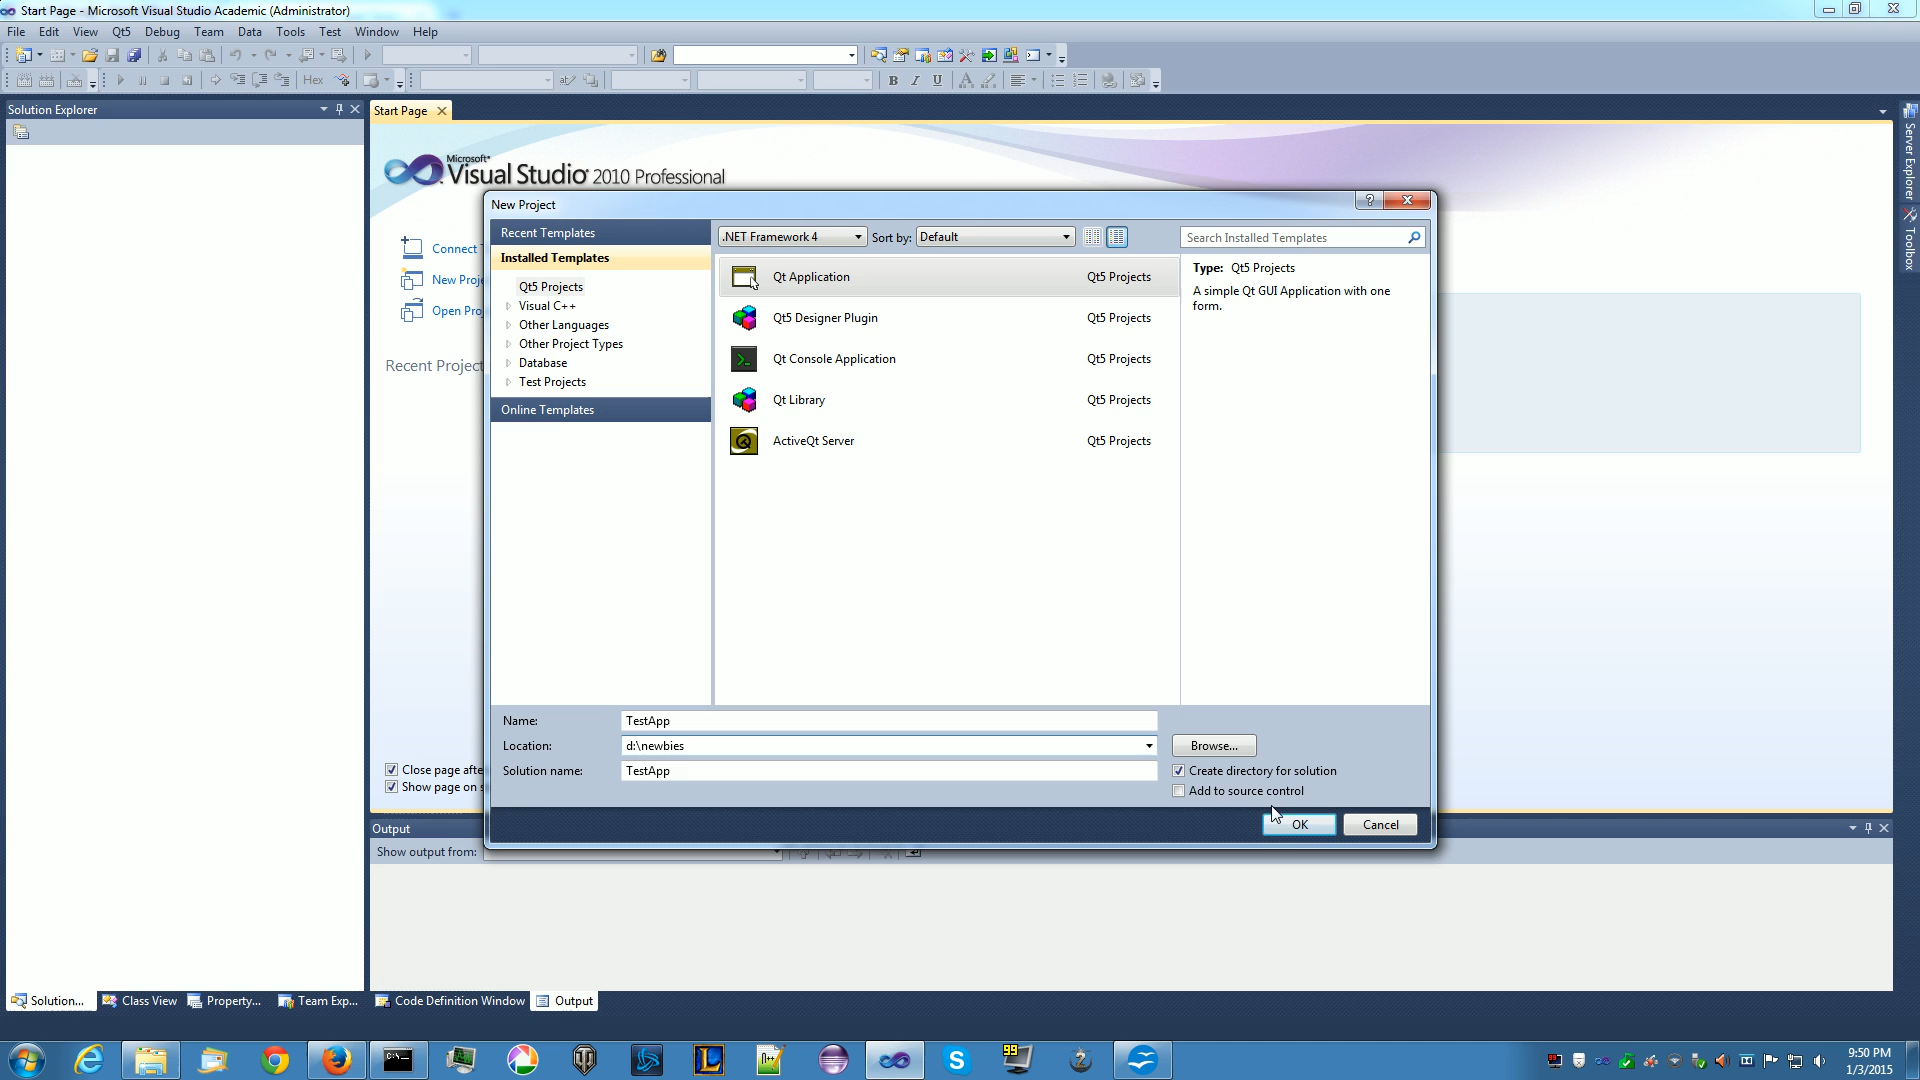 Start Page - Microsoft Visual Studio Academic (Administrator)
File Edit View Qt5 Debug Team Data Tools Test Window Help
Hex
Solution Explorer
Start Page
Server Explorer
Toolbox
Microsoft
Visual Studio 2010 Professional
New Project
Recent Templates
.NET Framework 4
Sort by: Default
Search Installed Templates
Installed Templates
Qt5 Projects
Visual C++
Other Languages
Other Project Types
Database
Test Projects
Online Templates
Qt Application Qt5 Projects
Qt5 Designer Plugin Qt5 Projects
Qt Console Application Qt5 Projects
Qt Library Qt5 Projects
ActiveQt Server Qt5 Projects
Type: Qt5 Projects
A simple Qt GUI Application with one
form.
Connect
New Proj
Open Proj
Recent Project
Name: TestApp
Location: d:\newbies Browse...
Solution name: TestApp
Create directory for solution
Add to source control
OK Cancel
Close page afte
Show page on s
Output
Show output from:
Solution... Class View Property... Team Exp... Code Definition Window Output
9:50 PM
1/3/2015